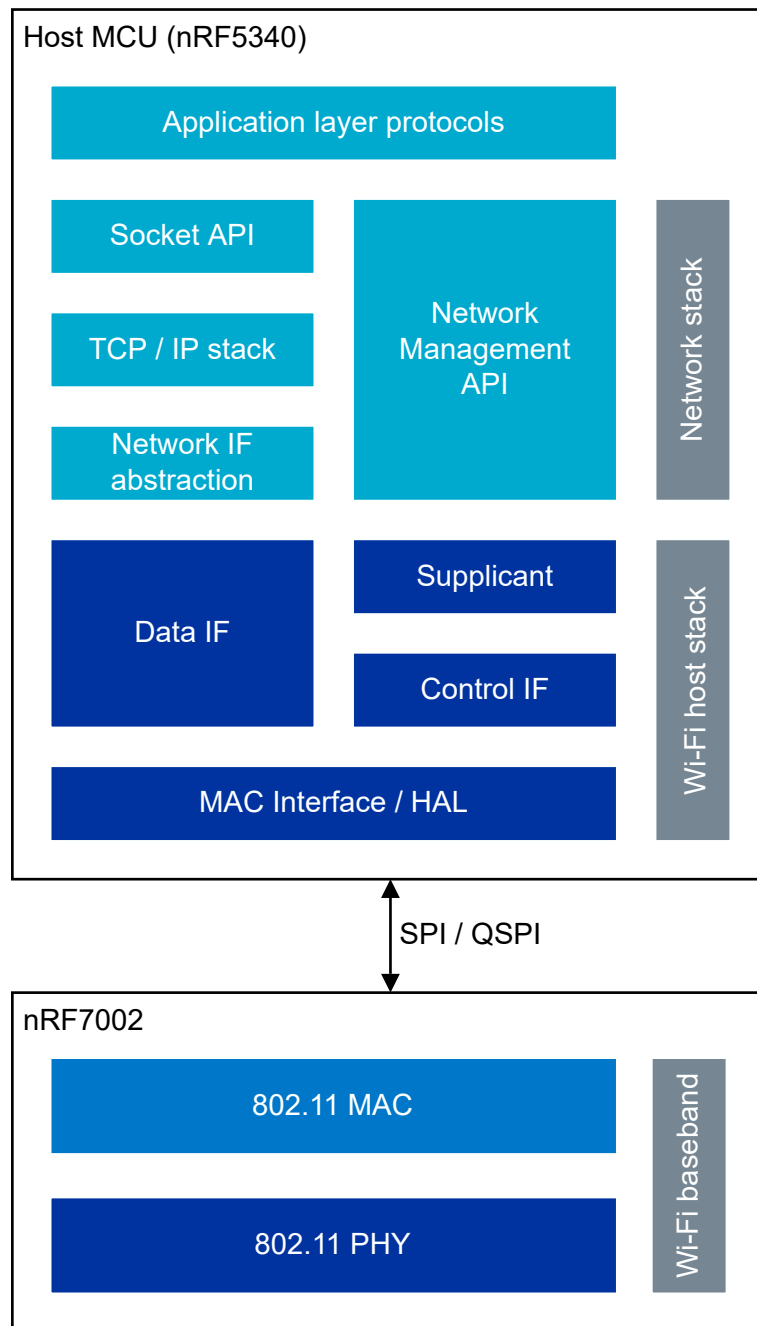 Host MCU (nRF5340)
Application layer protocols
Socket API
TCP / IP stack
Network IF
abstraction
Network
Management
API
Network stack
Data IF
Supplicant
Control IF
MAC Interface / HAL
Wi-Fi host stack
SPI / QSPI
nRF7002
802.11 MAC
802.11 PHY
Wi-Fi baseband